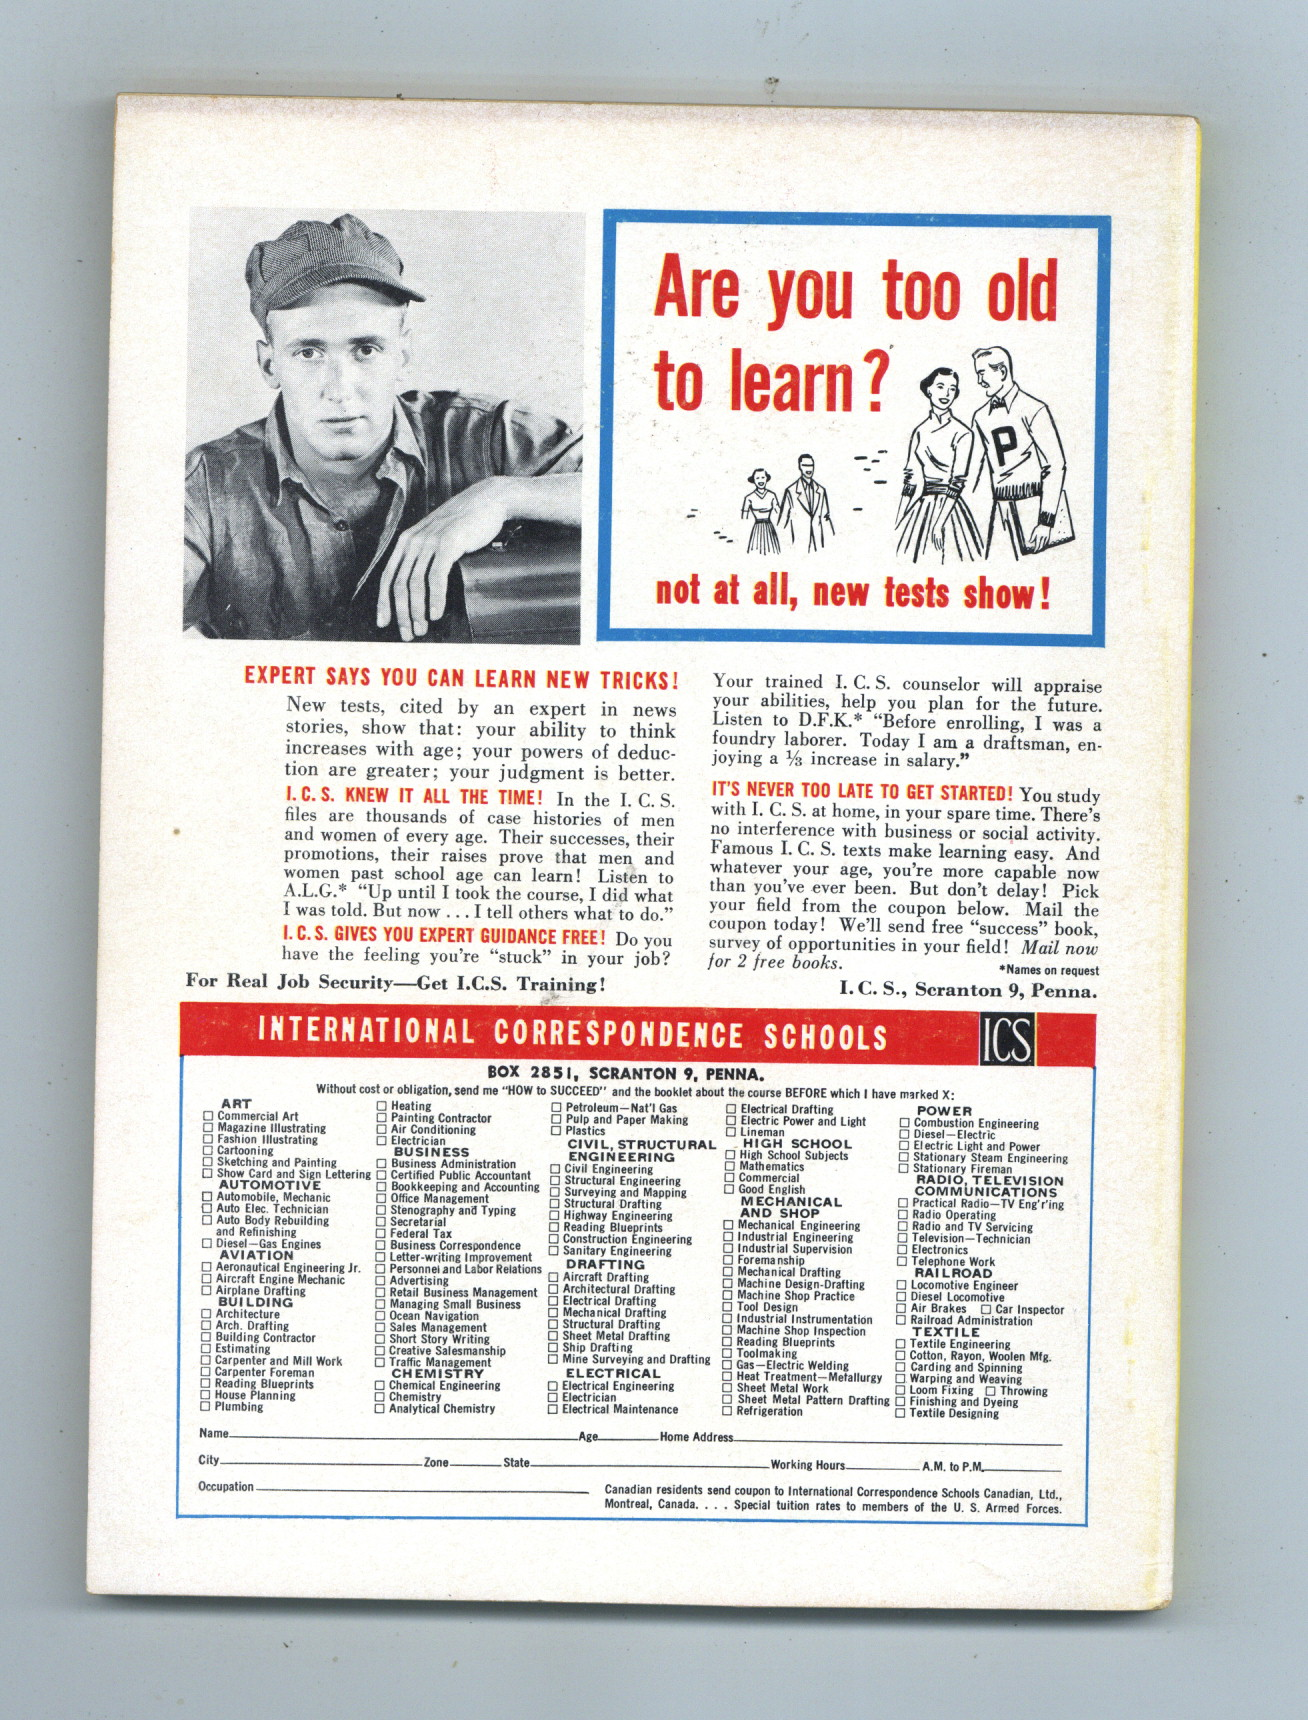 Are you too old
to learn?
P
not at all, new tests show!
EXPERT SAYS YOU CAN LEARN NEW TRICKS!
New tests, cited by an expert in news
stories, show that: your ability to think
increases with age; your powers of deduc-
tion are greater; your judgment is better.
I.C.S. KNEW IT ALL THE TIME! In the I.C.S.
files are thousands of case histories of men
and women of every age. Their successes, their
promotions, their raises prove that men and
women past school age can learn! Listen to
A.L.G.* “Up until I took the course, I did what
I was told. But now . . . I tell others what to do.”
I.C.S. GIVES YOU EXPERT GUIDANCE FREE! Do you
have the feeling you’re “stuck” in your job?
For Real Job Security—Get I.C.S. Training!
Your trained I.C.S. counselor will appraise
your abilities, help you plan for the future.
Listen to D.F.K.* “Before enrolling, I was a
foundry laborer. Today I am a draftsman, en-
joying a ⅓ increase in salary.”
IT’S NEVER TOO LATE TO GET STARTED! You study
with I.C.S. at home, in your spare time. There’s
no interference with business or social activity.
Famous I.C.S. texts make learning easy. And
whatever your age, you’re more capable now
than you’ve ever been. But don’t delay! Pick
your field from the coupon below. Mail the
coupon today! We’ll send free “success” book,
survey of opportunities in your field! Mail now
for 2 free books.
*Names on request
I.C.S., Scranton 9, Penna.
INTERNATIONAL CORRESPONDENCE SCHOOLS
ICS
BOX 2851, SCRANTON 9, PENNA.
Without cost or obligation, send me “HOW to SUCCEED” and the booklet about the course BEFORE which I have marked X:
ART
□ Commercial Art
□ Magazine Illustrating
□ Fashion Illustrating
□ Cartooning
□ Sketching and Painting
□ Show Card and Sign Lettering
AUTOMOTIVE
□ Automobile, Mechanic
□ Auto Elec. Technician
□ Auto Body Rebuilding
and Refinishing
□ Diesel—Gas Engines
AVIATION
□ Aeronautical Engineering Jr.
□ Aircraft Engine Mechanic
□ Airplane Drafting
BUILDING
□ Architecture
□ Arch. Drafting
□ Building Contractor
□ Estimating
□ Carpenter and Mill Work
□ Carpenter Foreman
□ Reading Blueprints
□ House Planning
□ Plumbing
□ Heating
□ Painting Contractor
□ Air Conditioning
□ Electrician
BUSINESS
□ Business Administration
□ Certified Public Accountant
□ Bookkeeping and Accounting
□ Office Management
□ Stenography and Typing
□ Secretarial
□ Federal Tax
□ Business Correspondence
□ Letter-writing Improvement
□ Personnel and Labor Relations
□ Advertising
□ Retail Business Management
□ Managing Small Business
□ Ocean Navigation
□ Sales Management
□ Short Story Writing
□ Creative Salesmanship
□ Traffic Management
CHEMISTRY
□ Chemical Engineering
□ Chemistry
□ Analytical Chemistry
□ Petroleum—Nat’l Gas
□ Pulp and Paper Making
□ Plastics
CIVIL, STRUCTURAL
ENGINEERING
□ Civil Engineering
□ Structural Engineering
□ Surveying and Mapping
□ Structural Drafting
□ Highway Engineering
□ Reading Blueprints
□ Construction Engineering
□ Sanitary Engineering
DRAFTING
□ Aircraft Drafting
□ Architectural Drafting
□ Electrical Drafting
□ Mechanical Drafting
□ Structural Drafting
□ Sheet Metal Drafting
□ Ship Drafting
□ Mine Surveying and Drafting
ELECTRICAL
□ Electrical Engineering
□ Electrician
□ Electrical Maintenance
□ Electrical Drafting
□ Electric Power and Light
□ Lineman
HIGH SCHOOL
□ High School Subjects
□ Mathematics
□ Commercial
□ Good English
MECHANICAL
AND SHOP
□ Mechanical Engineering
□ Industrial Engineering
□ Industrial Supervision
□ Foremanship
□ Mechanical Drafting
□ Machine Design-Drafting
□ Machine Shop Practice
□ Tool Design
□ Industrial Instrumentation
□ Machine Shop Inspection
□ Reading Blueprints
□ Toolmaking
□ Gas—Electric Welding
□ Heat Treatment—Metallurgy
□ Sheet Metal Work
□ Sheet Metal Pattern Drafting
□ Refrigeration
POWER
□ Combustion Engineering
□ Diesel—Electric
□ Electric Light and Power
□ Stationary Steam Engineering
□ Stationary Fireman
RADIO, TELEVISION
COMMUNICATIONS
□ Practical Radio—TV Eng’r’ing
□ Radio Operating
□ Radio and TV Servicing
□ Television—Technician
□ Electronics
□ Telephone Work
RAILROAD
□ Locomotive Engineer
□ Diesel Locomotive
□ Air Brakes □ Car Inspector
□ Railroad Administration
TEXTILE
□ Textile Engineering
□ Cotton, Rayon, Woolen Mfg.
□ Carding and Spinning
□ Warping and Weaving
□ Loom Fixing □ Throwing
□ Finishing and Dyeing
□ Textile Designing
Name Age Home Address
City Zone State Working Hours A.M. to P.M.
Occupation
Canadian residents send coupon to International Correspondence Schools Canadian, Ltd.,
Montreal, Canada. . . . Special tuition rates to members of the U. S. Armed Forces.